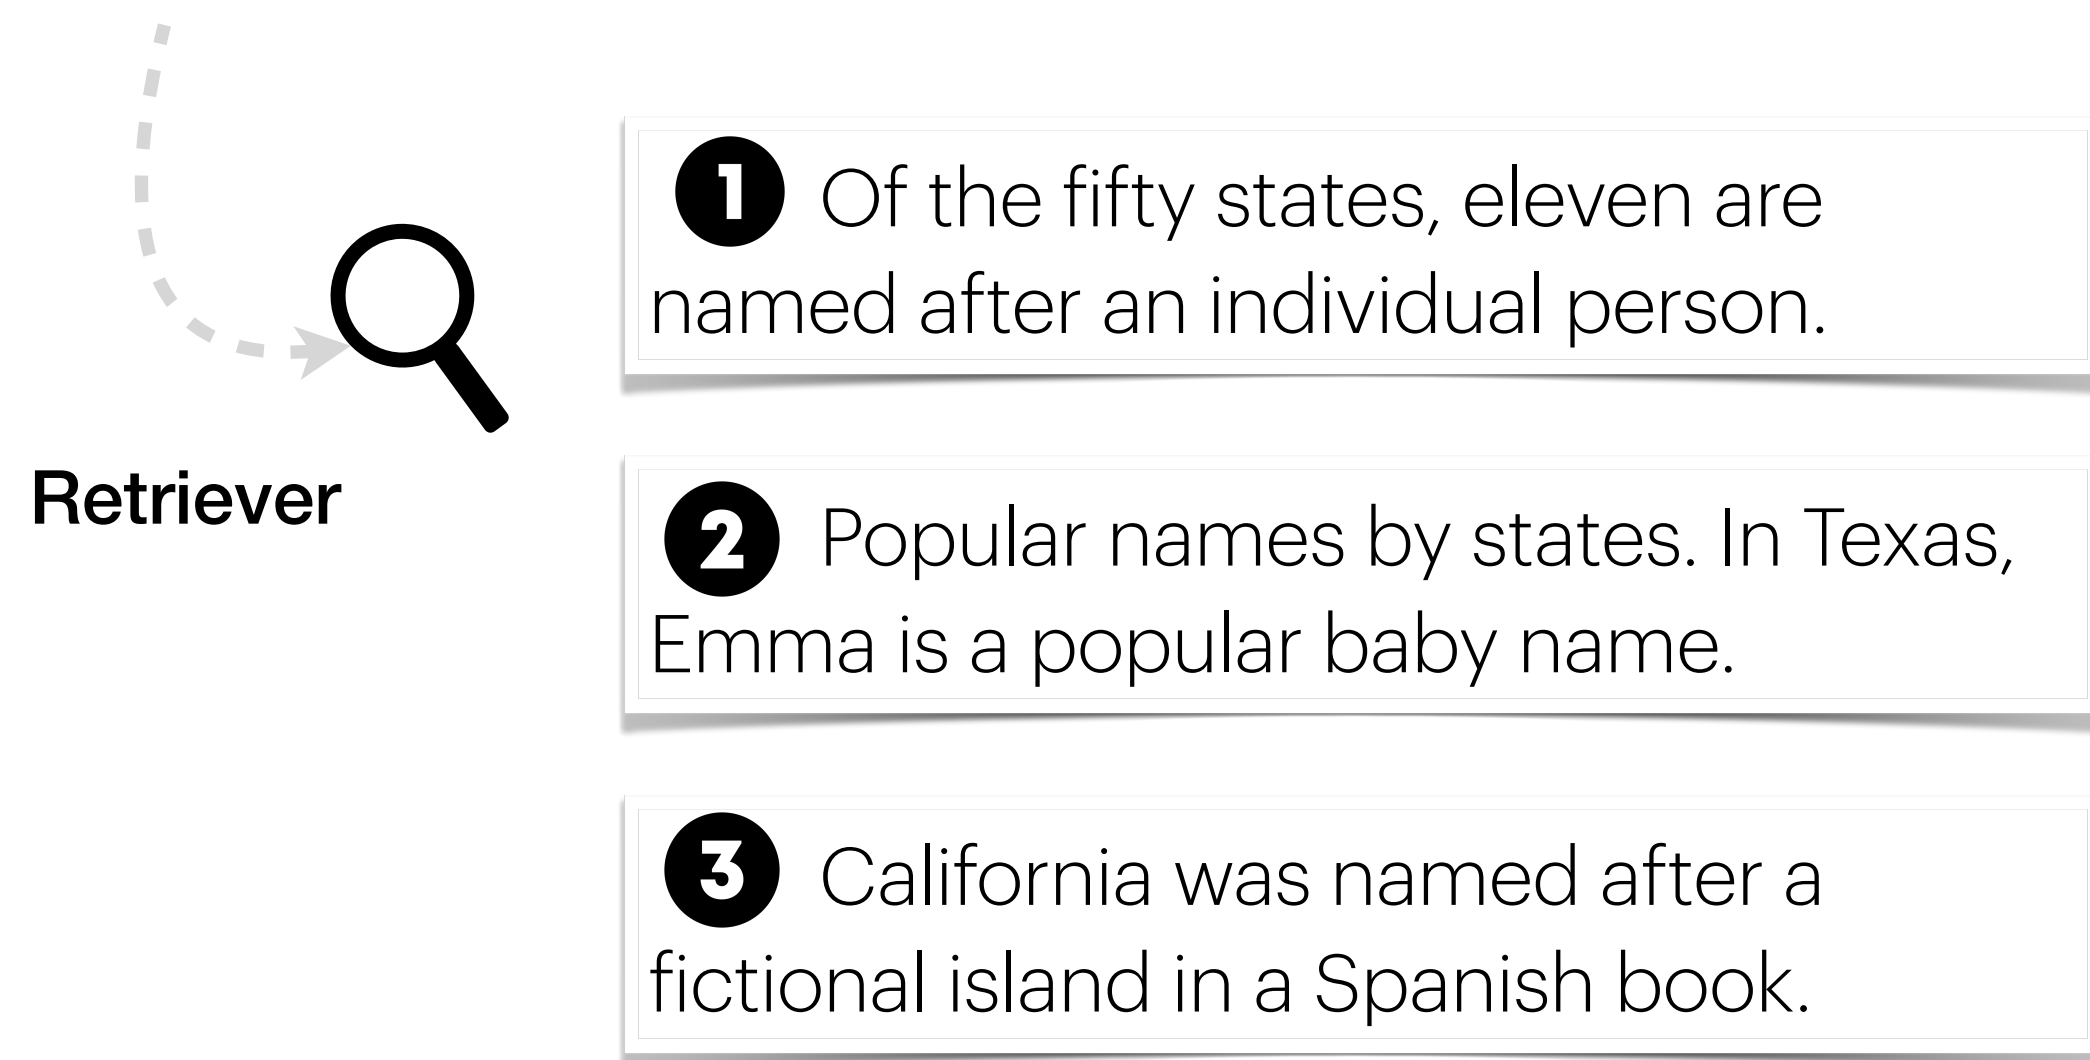 1 Of the fifty states, eleven are
named after an individual person.
Retriever
2 Popular names by states. In Texas,
Emma is a popular baby name.
3 California was named after a
fictional island in a Spanish book.